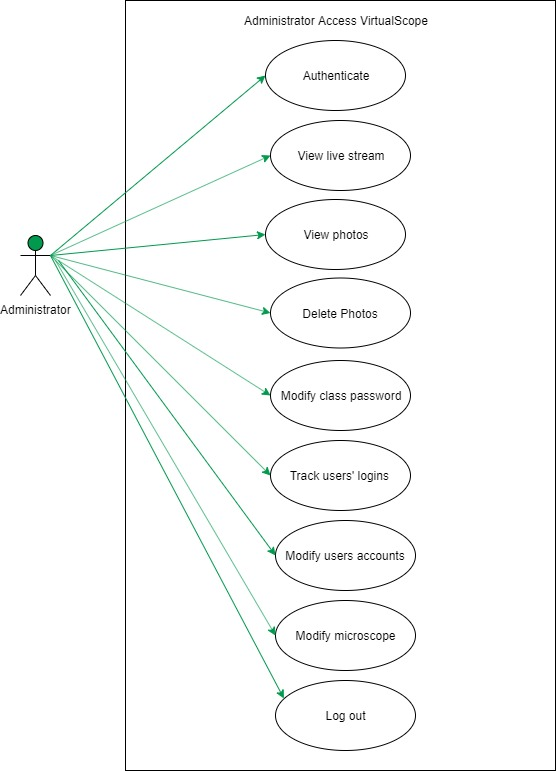 Administrator Access VirtualScope
Authenticate
View live stream
View photos
Administrator
Delete Photos
Modify class password
Track users' logins
Modify users accounts
Modify microscope
Log out